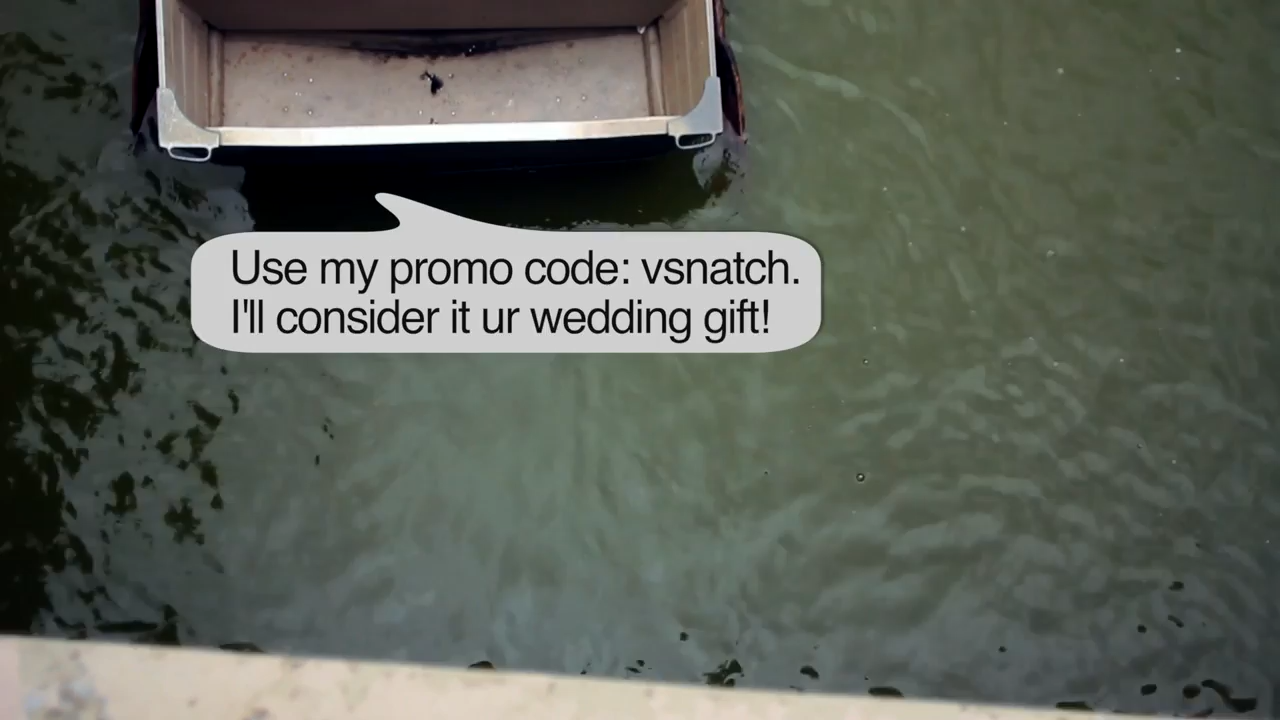 Use my promo code: vsnatch.
I'll consider it ur wedding gift!